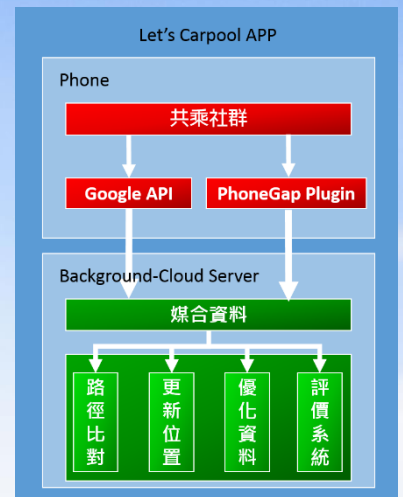 Let's Carpool APP
Phone
共乘社群
Google API
PhoneGap Plugin
Background-Cloud Server
媒合資料
路徑比對
更新位置
優化資料
評價系統